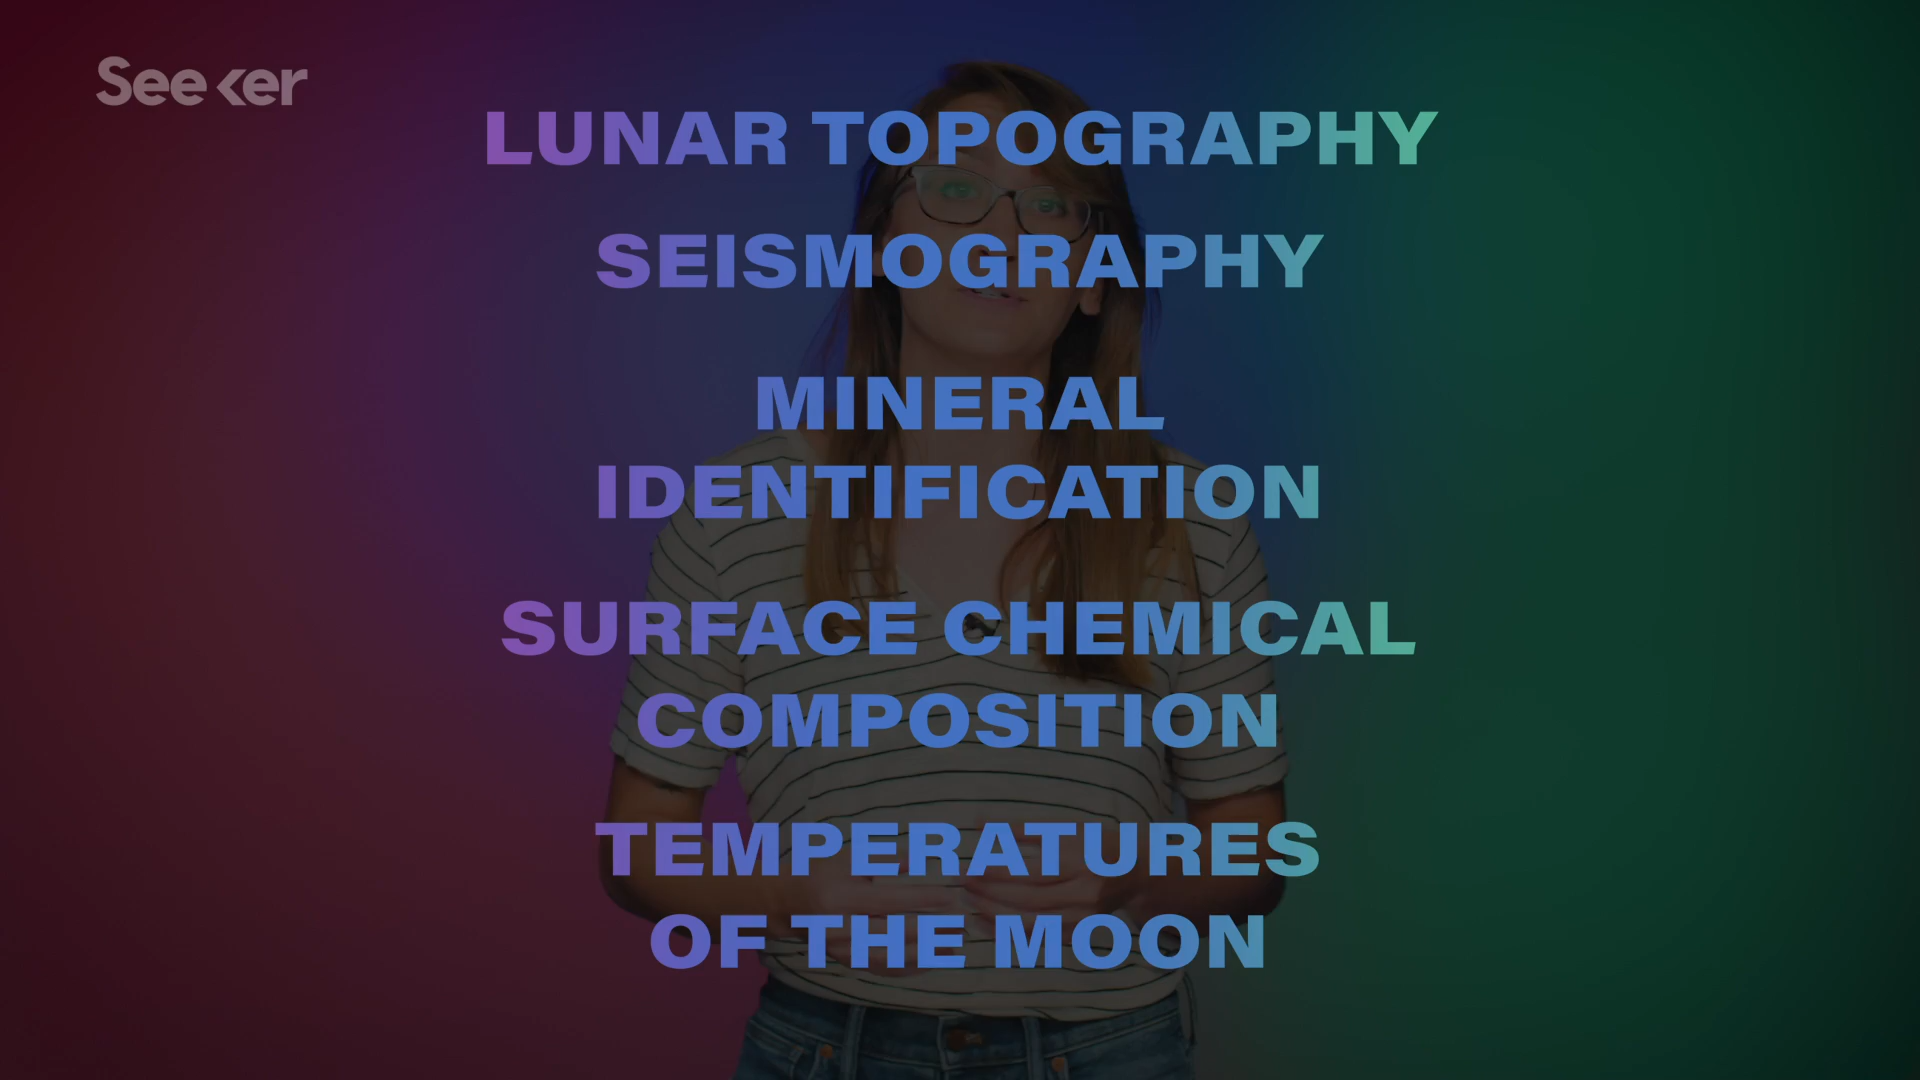 Seeker
LUNAR TOPOGRAPHY
SEISMOGRAPHY
MINERAL
IDENTIFICATION
SURFACE CHEMICAL
COMPOSITION
TEMPERATURES
OF THE MOON